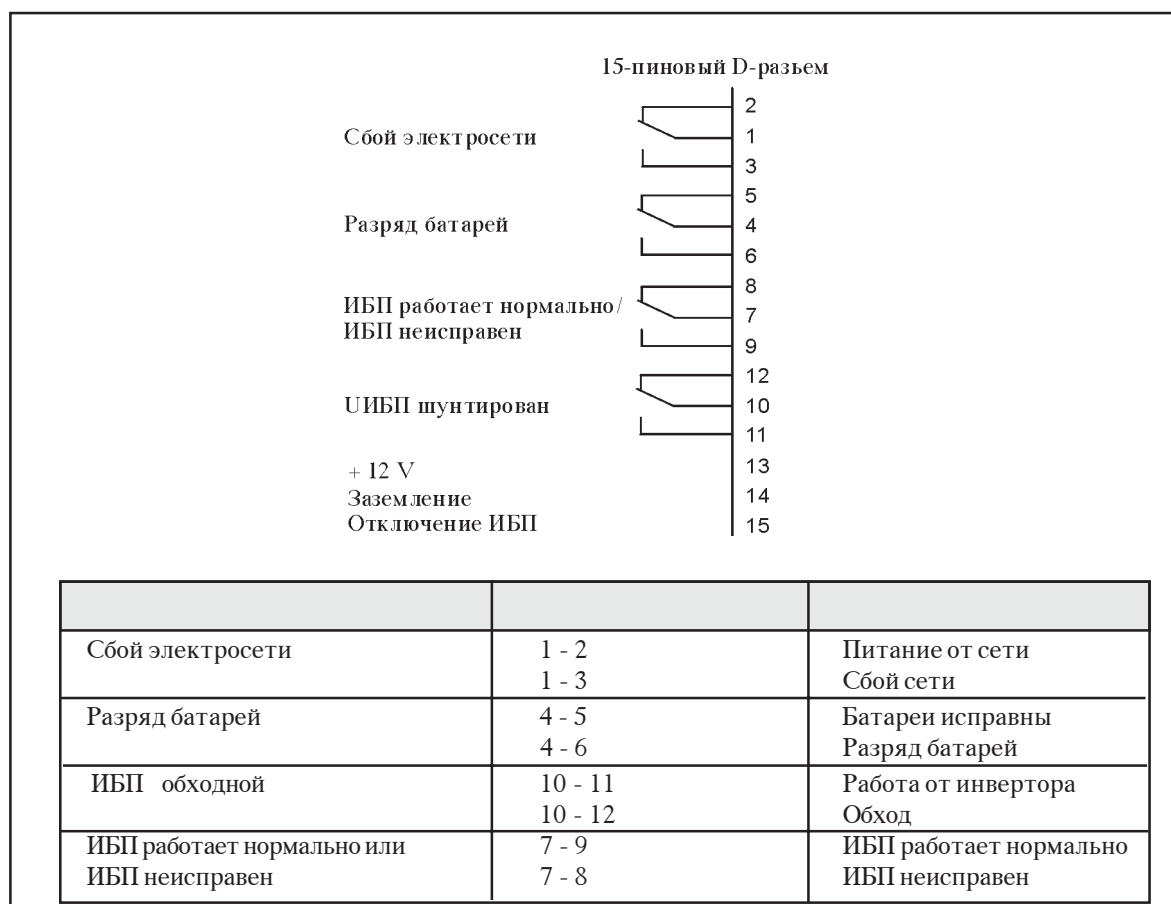 15-пиновый D-разьем
2
Сбой электросети
1
3
5
Разряд батарей
4
6
8
ИБП работает нормально/
ИБП неисправен
7
9
12
UИБП шунтирован
10
11
+ 12 V
13
Заземление
14
Отключение ИБП
15
Сбой электросети 1 - 2 Питание от сети
1 - 3 Сбой сети
Разряд батарей 4 - 5 Батареи исправны
4 - 6 Разряд батарей
ИБП обходной 10 - 11 Работа от инвертора
10 - 12 Обход
ИБП работает нормально или 7 - 9 ИБП работает нормально
ИБП неисправен 7 - 8 ИБП неисправен